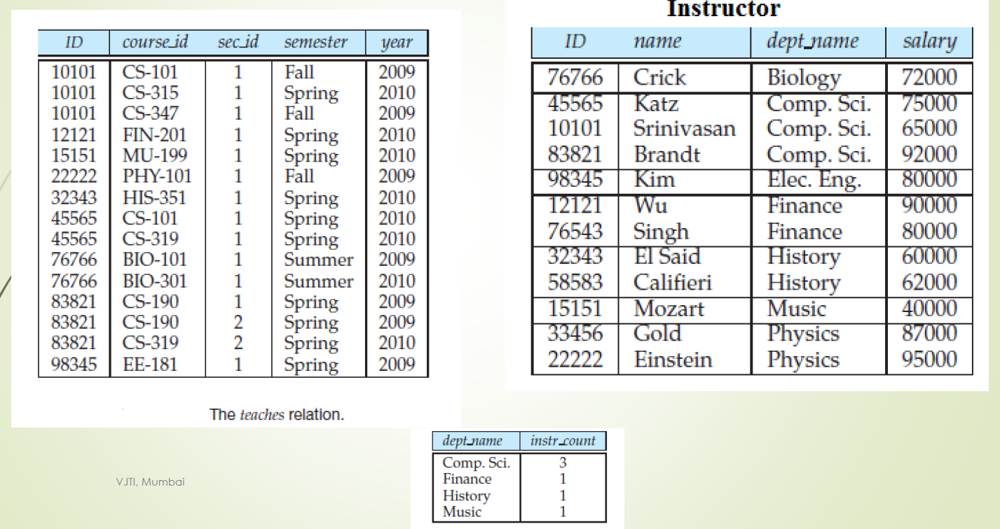 ID course_id sec_id semester year
10101 CS-101 1 Fall 2009
10101 CS-315 1 Spring 2010
10101 CS-347 1 Fall 2009
12121 FIN-201 1 Spring 2010
15151 MU-199 1 Spring 2010
22222 PHY-101 1 Fall 2009
32343 HIS-351 1 Spring 2010
45565 CS-101 1 Spring 2010
45565 CS-319 1 Spring 2010
76766 BIO-101 1 Summer 2009
76766 BIO-301 1 Summer 2010
83821 CS-190 1 Spring 2009
83821 CS-190 2 Spring 2009
83821 CS-319 2 Spring 2010
98345 EE-181 1 Spring 2009
The teaches relation.
Instructor
ID name dept_name salary
76766 Crick Biology 72000
45565 Katz Comp. Sci. 75000
10101 Srinivasan Comp. Sci. 65000
83821 Brandt Comp. Sci. 92000
98345 Kim Elec. Eng. 80000
12121 Wu Finance 90000
76543 Singh Finance 80000
32343 El Said History 60000
58583 Califieri History 62000
15151 Mozart Music 40000
33456 Gold Physics 87000
22222 Einstein Physics 95000
dept_name instr_count
Comp. Sci. 3
Finance 1
History 1
Music 1
VJTI, Mumbai